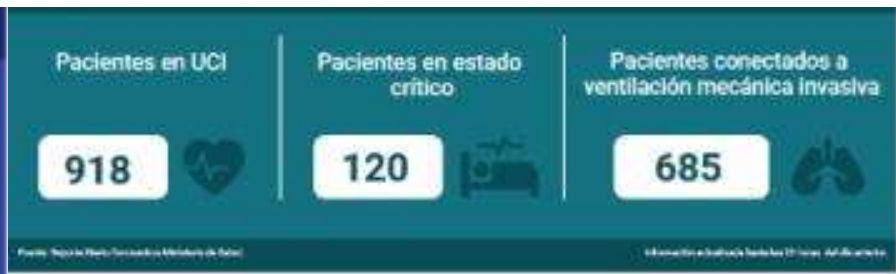 Pacientes en UCI
918
Pacientes en estado
crítico
120
Pacientes conectados a
ventilación mecánica invasiva
685